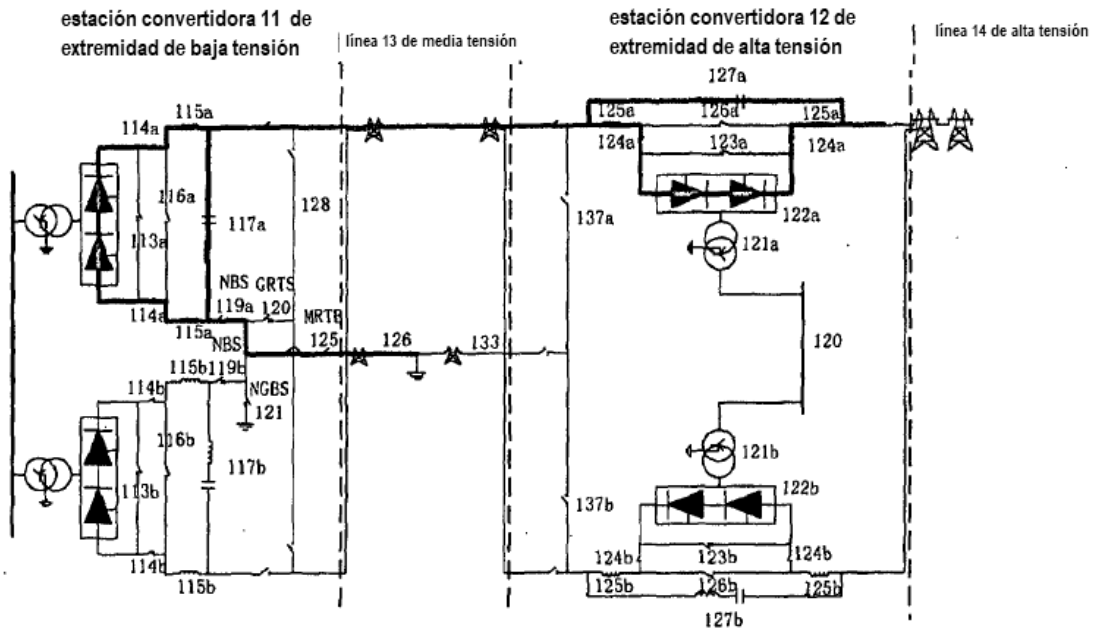 estación convertidora 11 de
extremidad de baja tensión
línea 13 de media tensión
estación convertidora 12 de
extremidad de alta tensión
línea 14 de alta tensión
127a
115a
125a
126a
125a
114a
124a
123a
124a
116a
128
117a
137a
122a
113a
121a
NBS
GRTS
114a
119a
120
MRTB
115a
125
126
133
120
NBS
115b
119b
NGBS
114b
121
116b
121b
117b
122b
113b
137b
114b
124b
123b
124b
115b
125b
126b
125b
127b